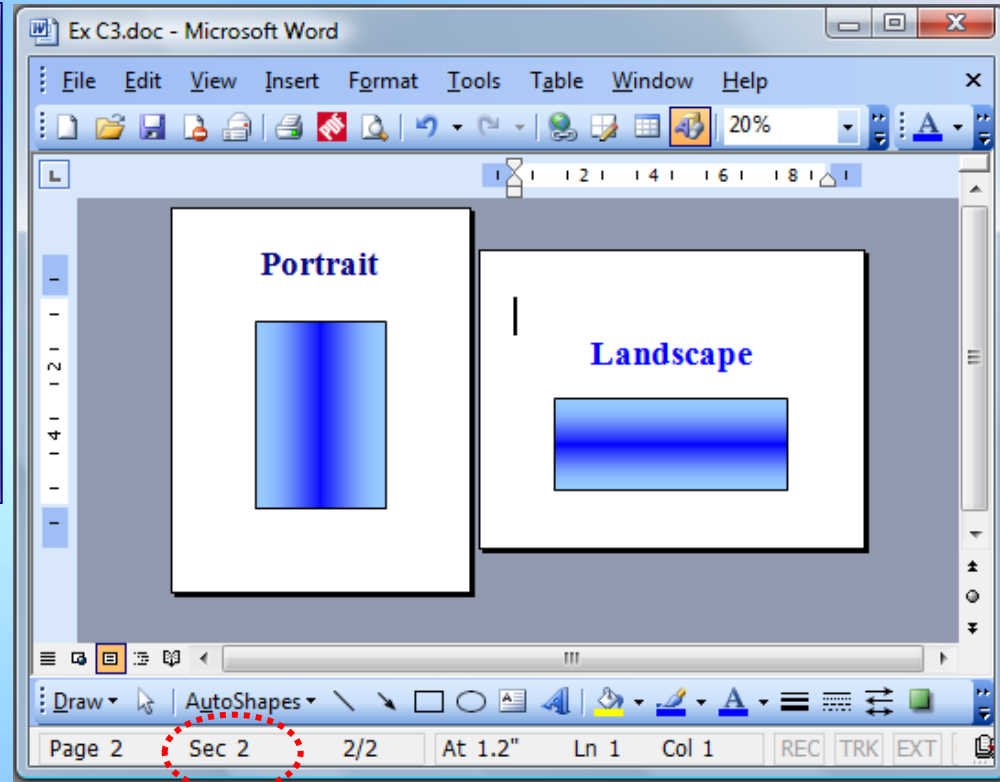 Ex C3.doc - Microsoft Word
File Edit View Insert Format Tools Table Window Help
20%
2 4 6 8
Portrait
Landscape
2
4
Draw AutoShapes
Page 2 Sec 2 2/2 At 1.2" Ln 1 Col 1 REC TRK EXT